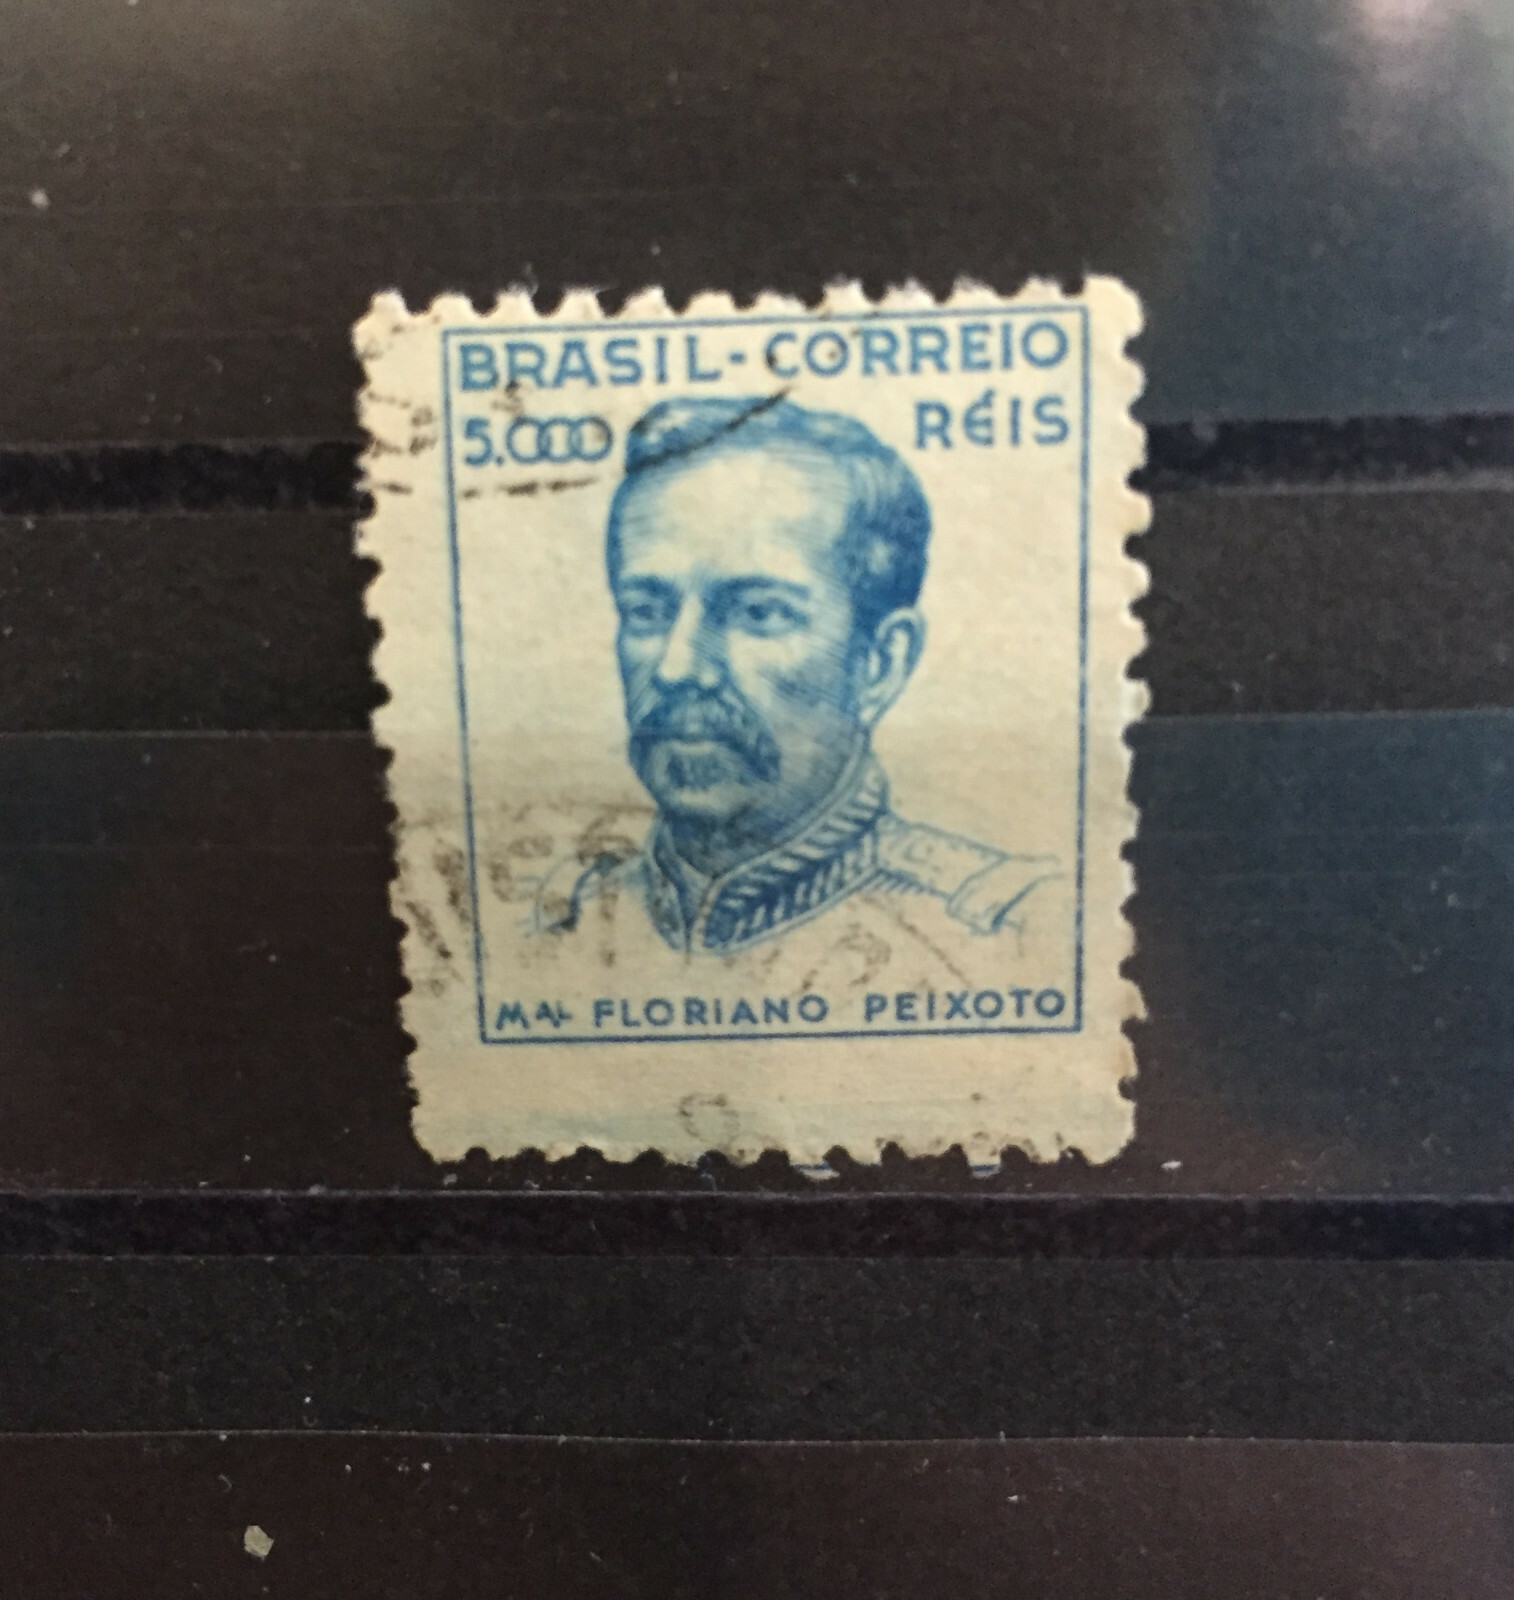 BRASIL-CORREIO
5.000 RÉIS
MAL FLORIANO PEIXOTO